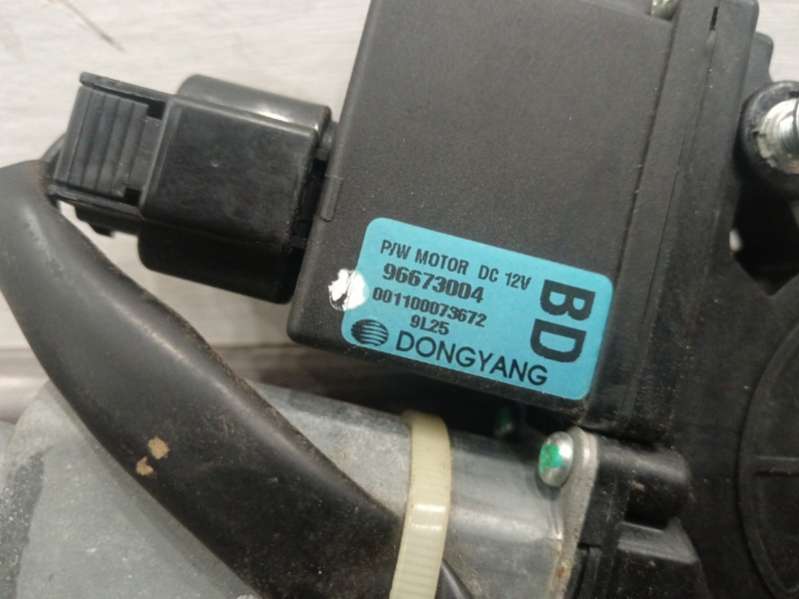 P/W MOTOR DC 12V
96673004
001100073672
9L25
DONGYANG
BD